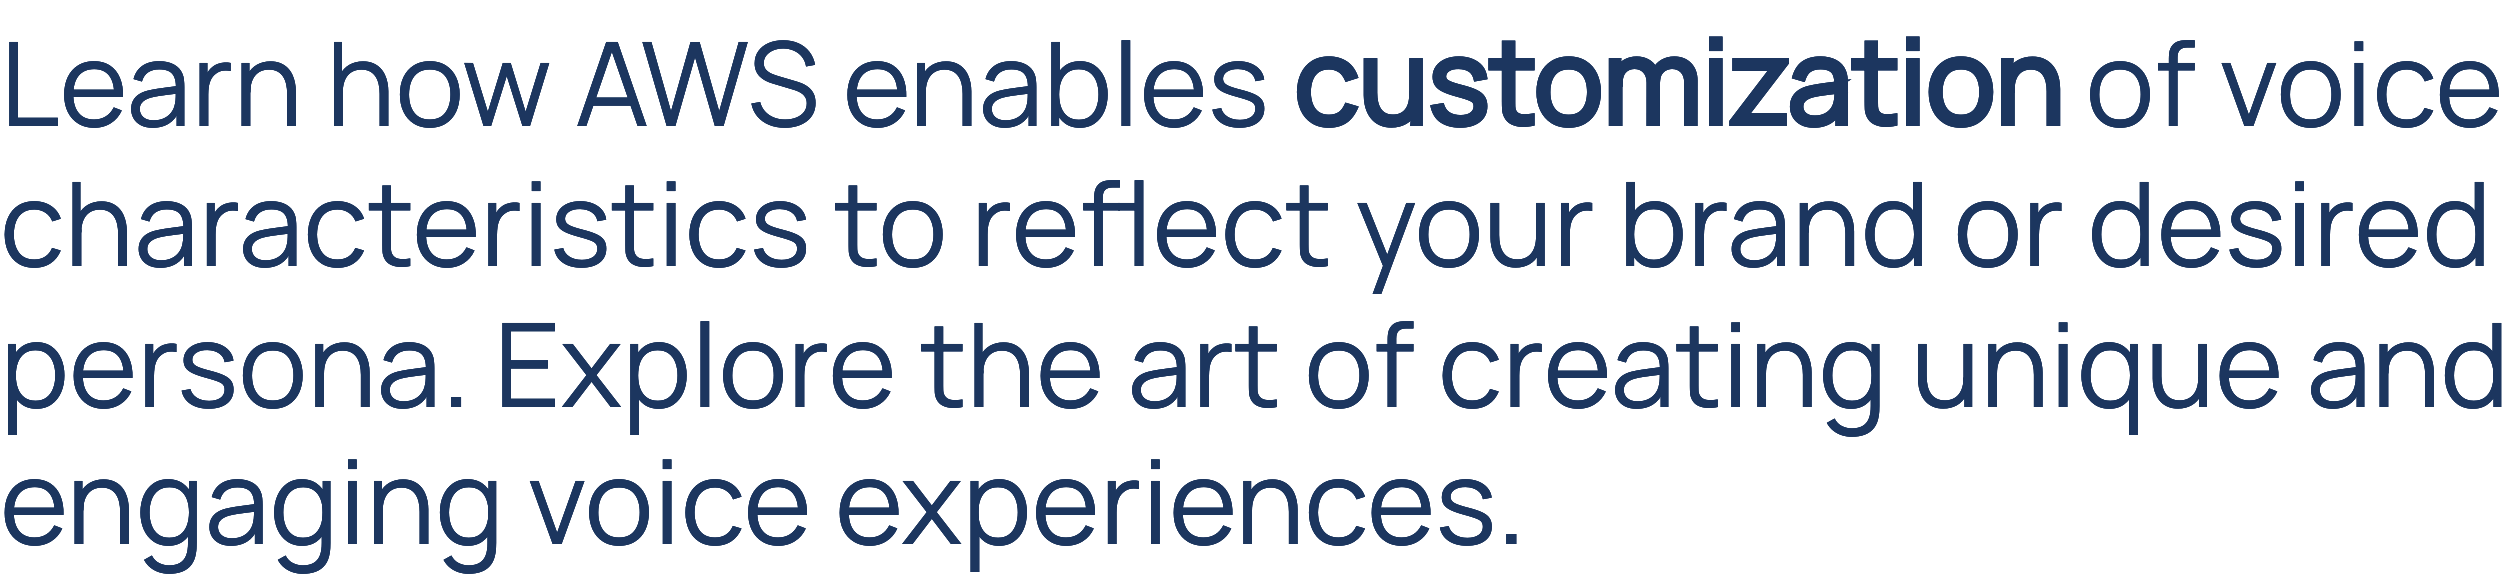 Learn how AWS enables customization of voice
characteristics to reflect your brand or desired
persona. Explore the art of creating unique and
engaging voice experiences.